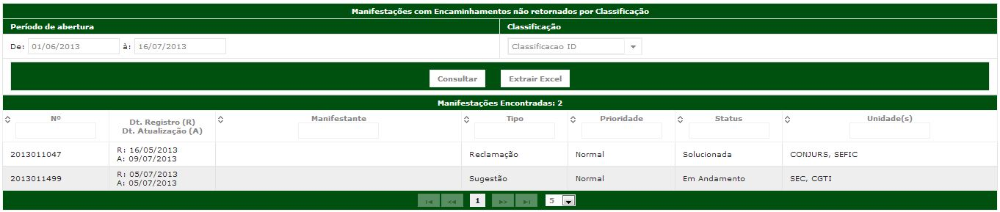 Manifestações com Encaminhamentos não retornados por Classificação
Período de abertura Classificação
De: 01/06/2013 à: 16/07/2013 Classificacao ID
Consultar Extrair Excel
Manifestações Encontradas: 2
Nº Dt. Registro (R) Manifestante Tipo Prioridade Status Unidade(s)
Dt. Atualização (A)
2013011047 R: 16/05/2013 Reclamação Normal Solucionada CONJURS, SEFIC
A: 09/07/2013
2013011499 R: 05/07/2013 Sugestão Normal Em Andamento SEC, CGTI
A: 05/07/2013
1 5